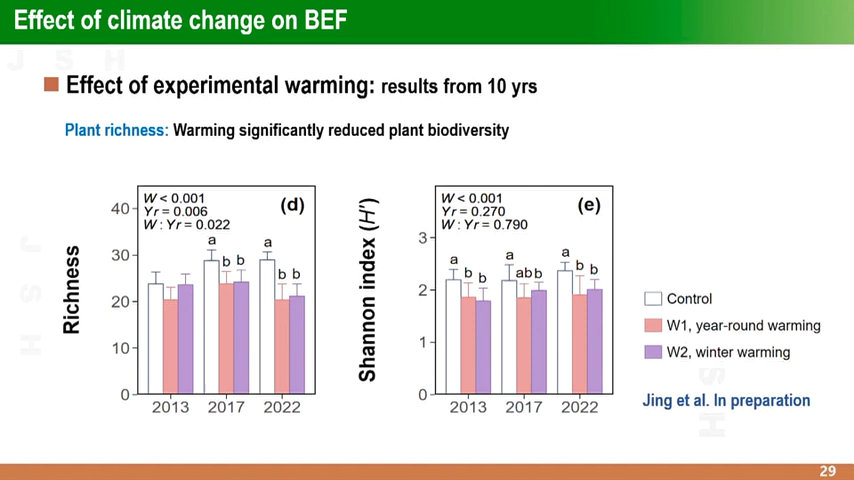 Effect of climate change on BEF
Effect of experimental warming: results from 10 yrs
Plant richness: Warming significantly reduced plant biodiversity
W < 0.001
Yr = 0.006
W : Yr = 0.022
(d)
Richness
40
30
20
10
0
a
b b
a
b b
2013 2017 2022
W < 0.001
Yr = 0.270
W : Yr = 0.790
(e)
Shannon index (H')
3
2
1
0
a
b
b
a
ab b
a
b
b
2013 2017 2022
Control
W1, year-round warming
W2, winter warming
Jing et al. In preparation
29
J S H
J S H
S H